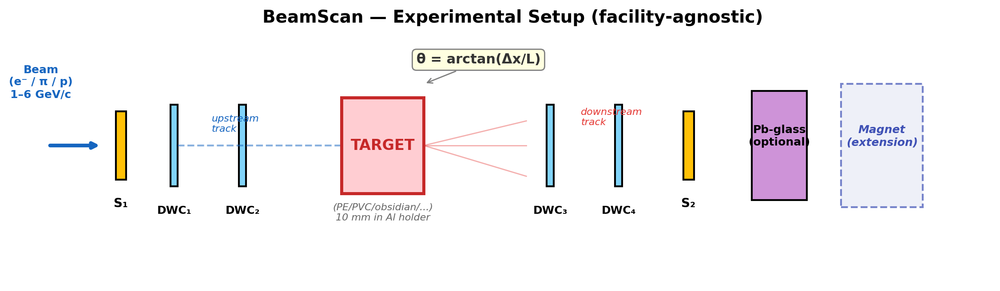 BeamScan — Experimental Setup (facility-agnostic)
θ = arctan(Δx/L)
Beam
(e⁻ / π / p)
1–6 GeV/c
upstream
track
TARGET
downstream
track
Pb-glass
(optional)
Magnet
(extension)
S₁
DWC₁
DWC₂
(PE/PVC/obsidian/...)
10 mm in Al holder
DWC₃
DWC₄
S₂